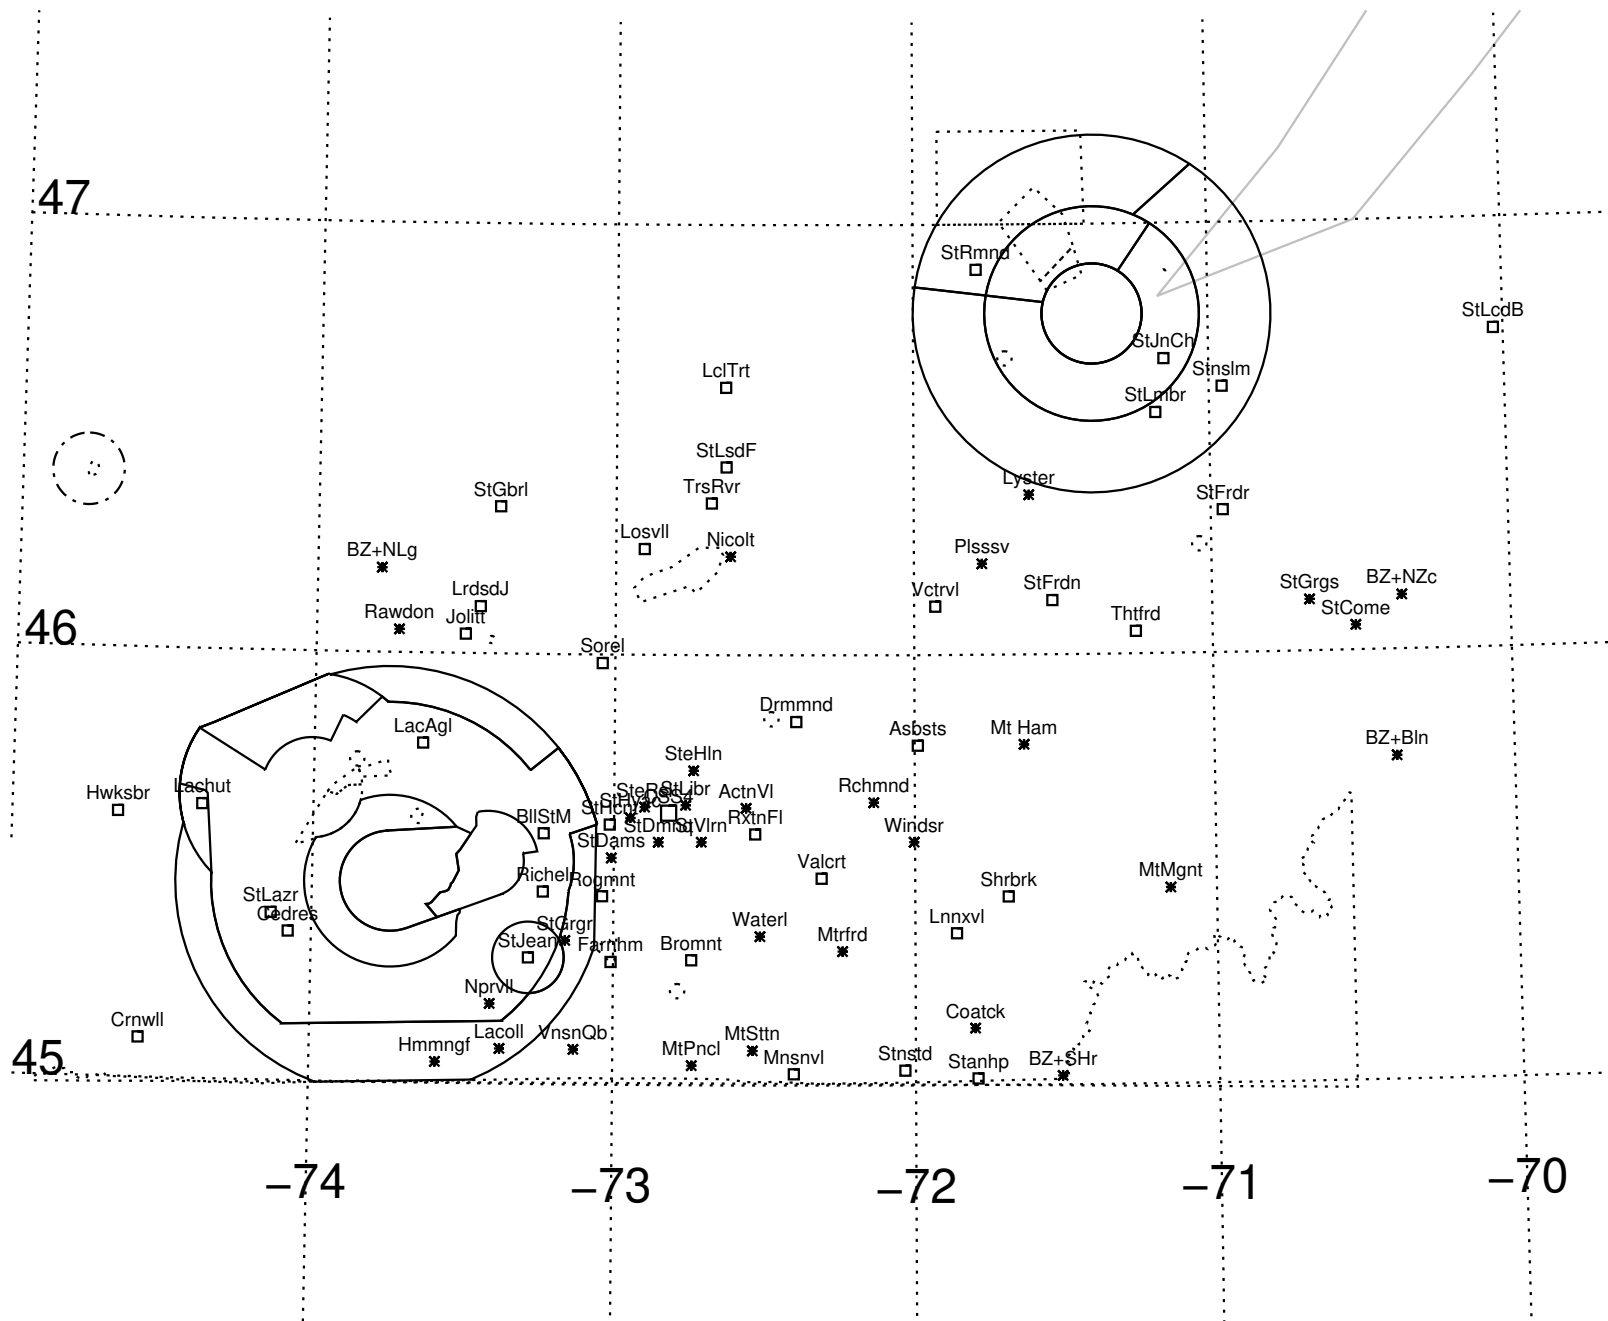 47
StRmnd
StLcdB
StJnCh
Stnslm
LclTrt
StLmbr
StLsdF
Lyster
TrsRvr
StGbrl
StFrdr
Losvll
Nicolt
BZ+NLg
Plsssv
StGrgs
BZ+NZc
LrdsdJ
Vctrvl
StFrdn
StCome
Rawdon
Jolitt
Thtfrd
46
Sorel
Drmmnd
LacAgl
Asbsts
Mt Ham
BZ+Bln
SteHln
Hwksbr
Lachut
StLibr
ActnVl
Rchmnd
StHcnt
BllStM
RxtnFl
Windsr
StDmnq
StVlrn
StDams
Valcrt
MtMgnt
Richel
Rogmnt
Shrbrk
StLazr
Cedres
StGrgr
Waterl
Lnnxvl
Mtrfrd
StJean
Farnhm
Bromnt
Nprvll
Crnwll
Coatck
Hmmngf
Lacoll
VnsnQb
MtSttn
45
MtPncl
Mnsnvl
Stnstd
Stanhp
BZ+SHr
−74
−73
−72
−71
−70